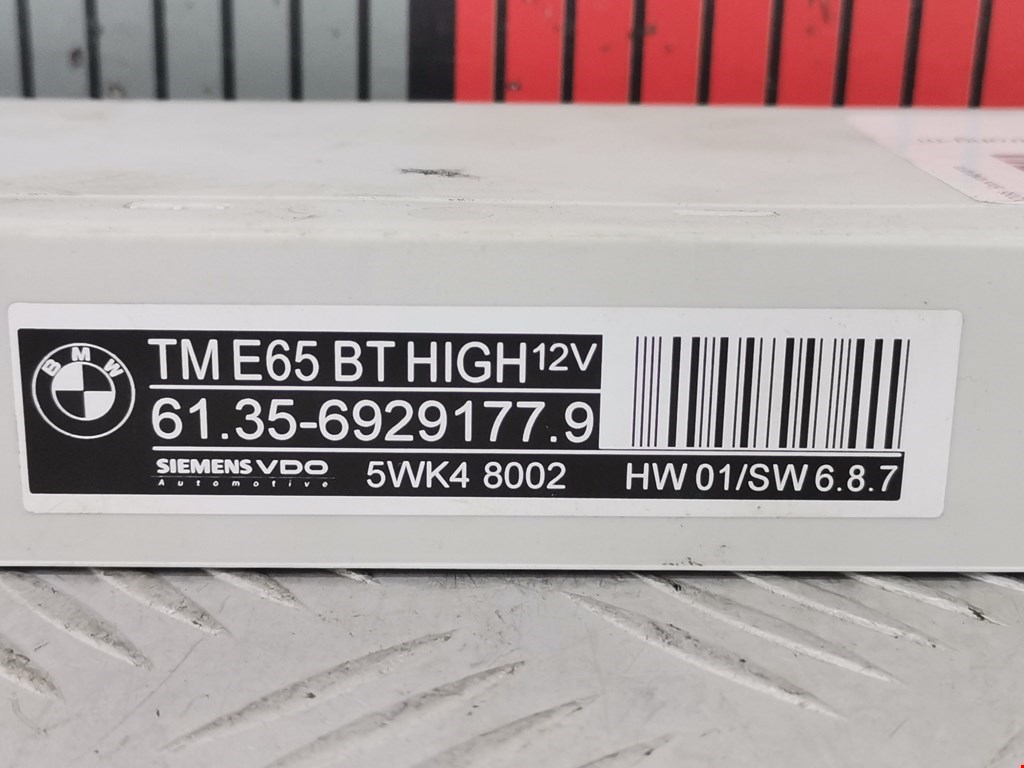 BMW
TM E65 BT HIGH 12V
61.35-6929177.9
SIEMENS VDO
Automotive
5WK4 8002
HW 01/SW 6.8.7